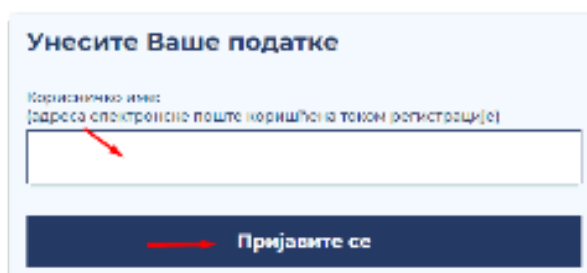 Унесите Ваше податке
Корисничко име:
(адреса електронске поште коришћена током регистрације)
Пријавите се